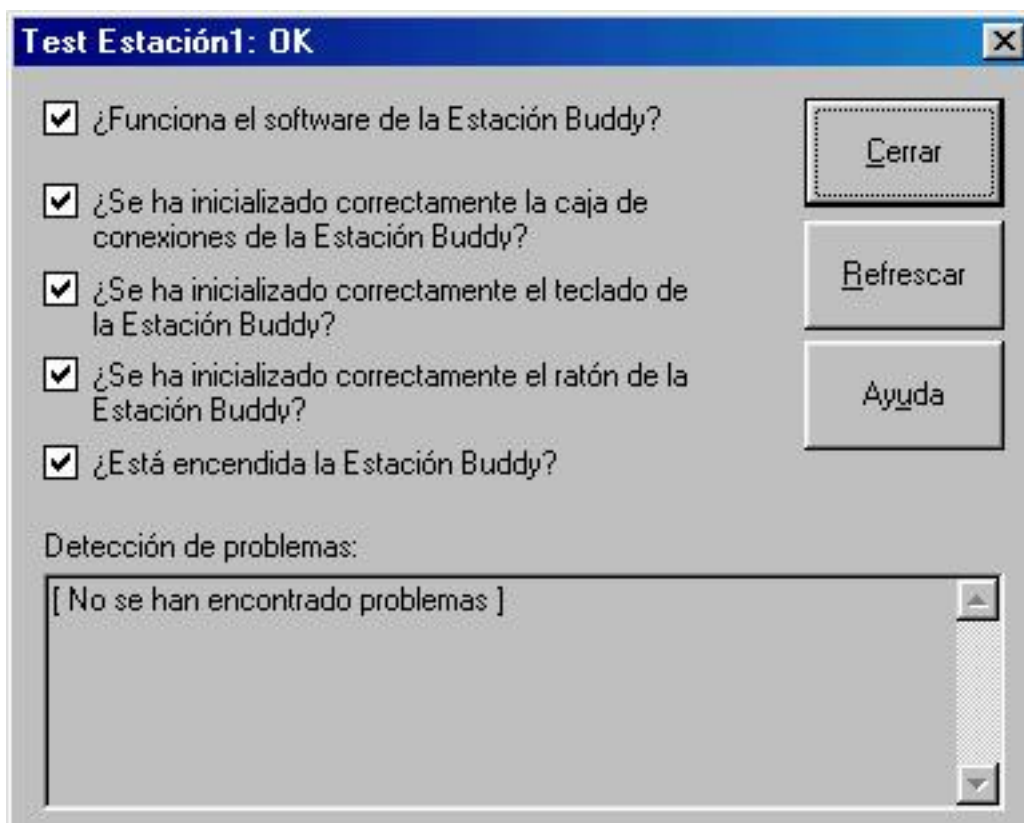 Test Estación1: OK
¿Funciona el software de la Estación Buddy?
¿Se ha inicializado correctamente la caja de
conexiones de la Estación Buddy?
¿Se ha inicializado correctamente el teclado de
la Estación Buddy?
¿Se ha inicializado correctamente el ratón de la
Estación Buddy?
¿Está encendida la Estación Buddy?
Cerrar
Refrescar
Ayuda
Detección de problemas:
[ No se han encontrado problemas ]